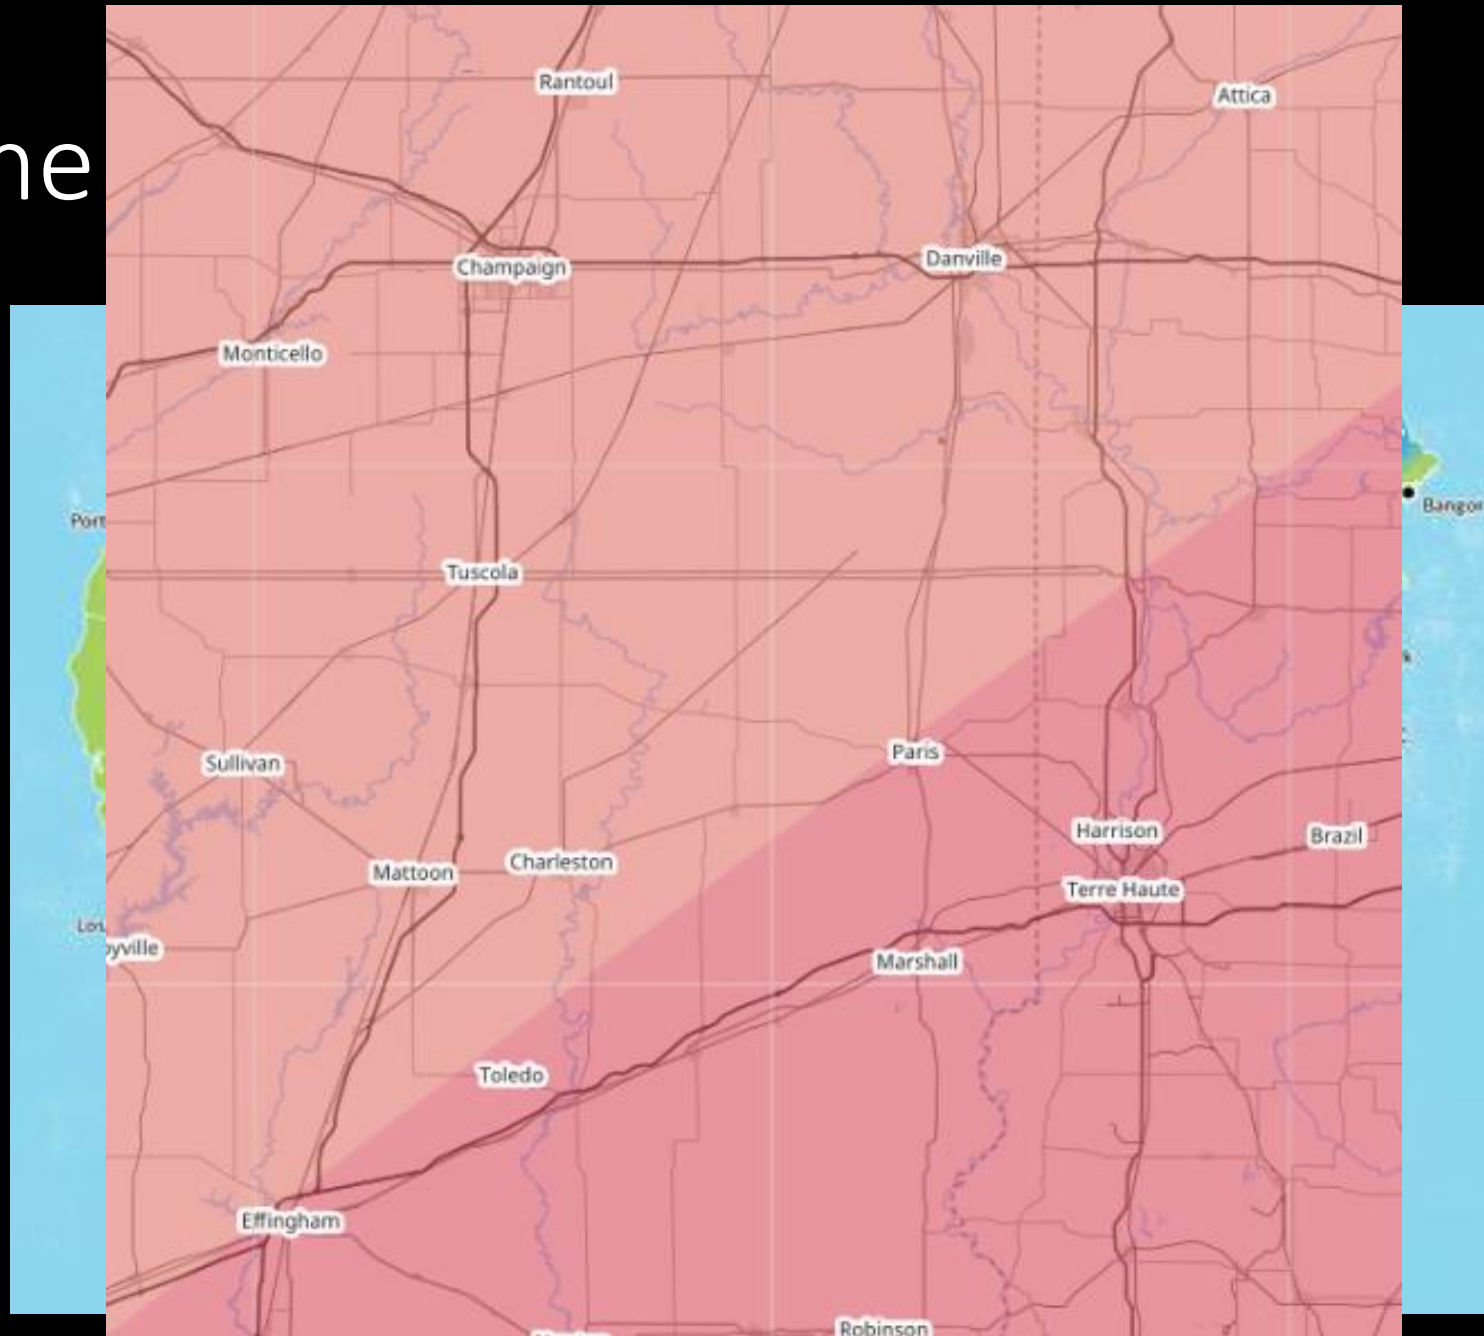 ne
Rantoul
Attica
Champaign
Danville
Monticello
Port
Bangor
Tuscola
Paris
Sullivan
Harrison
Brazil
Charleston
Mattoon
Terre Haute
Los
yville
Marshall
Toledo
Effingham
Robinson